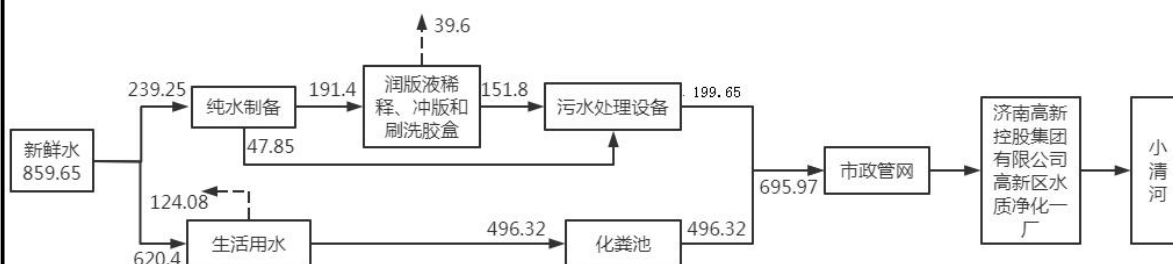 39.6
239.25
纯水制备
191.4
润版液稀
释、冲版和
刷洗胶盒
151.8
污水处理设备
199.65
47.85
新鲜水
859.65
124.08
620.4
生活用水
496.32
化粪池
496.32
695.97
市政管网
济南高新
控股集团
有限公司
高新区水
质净化一
厂
小
清
河